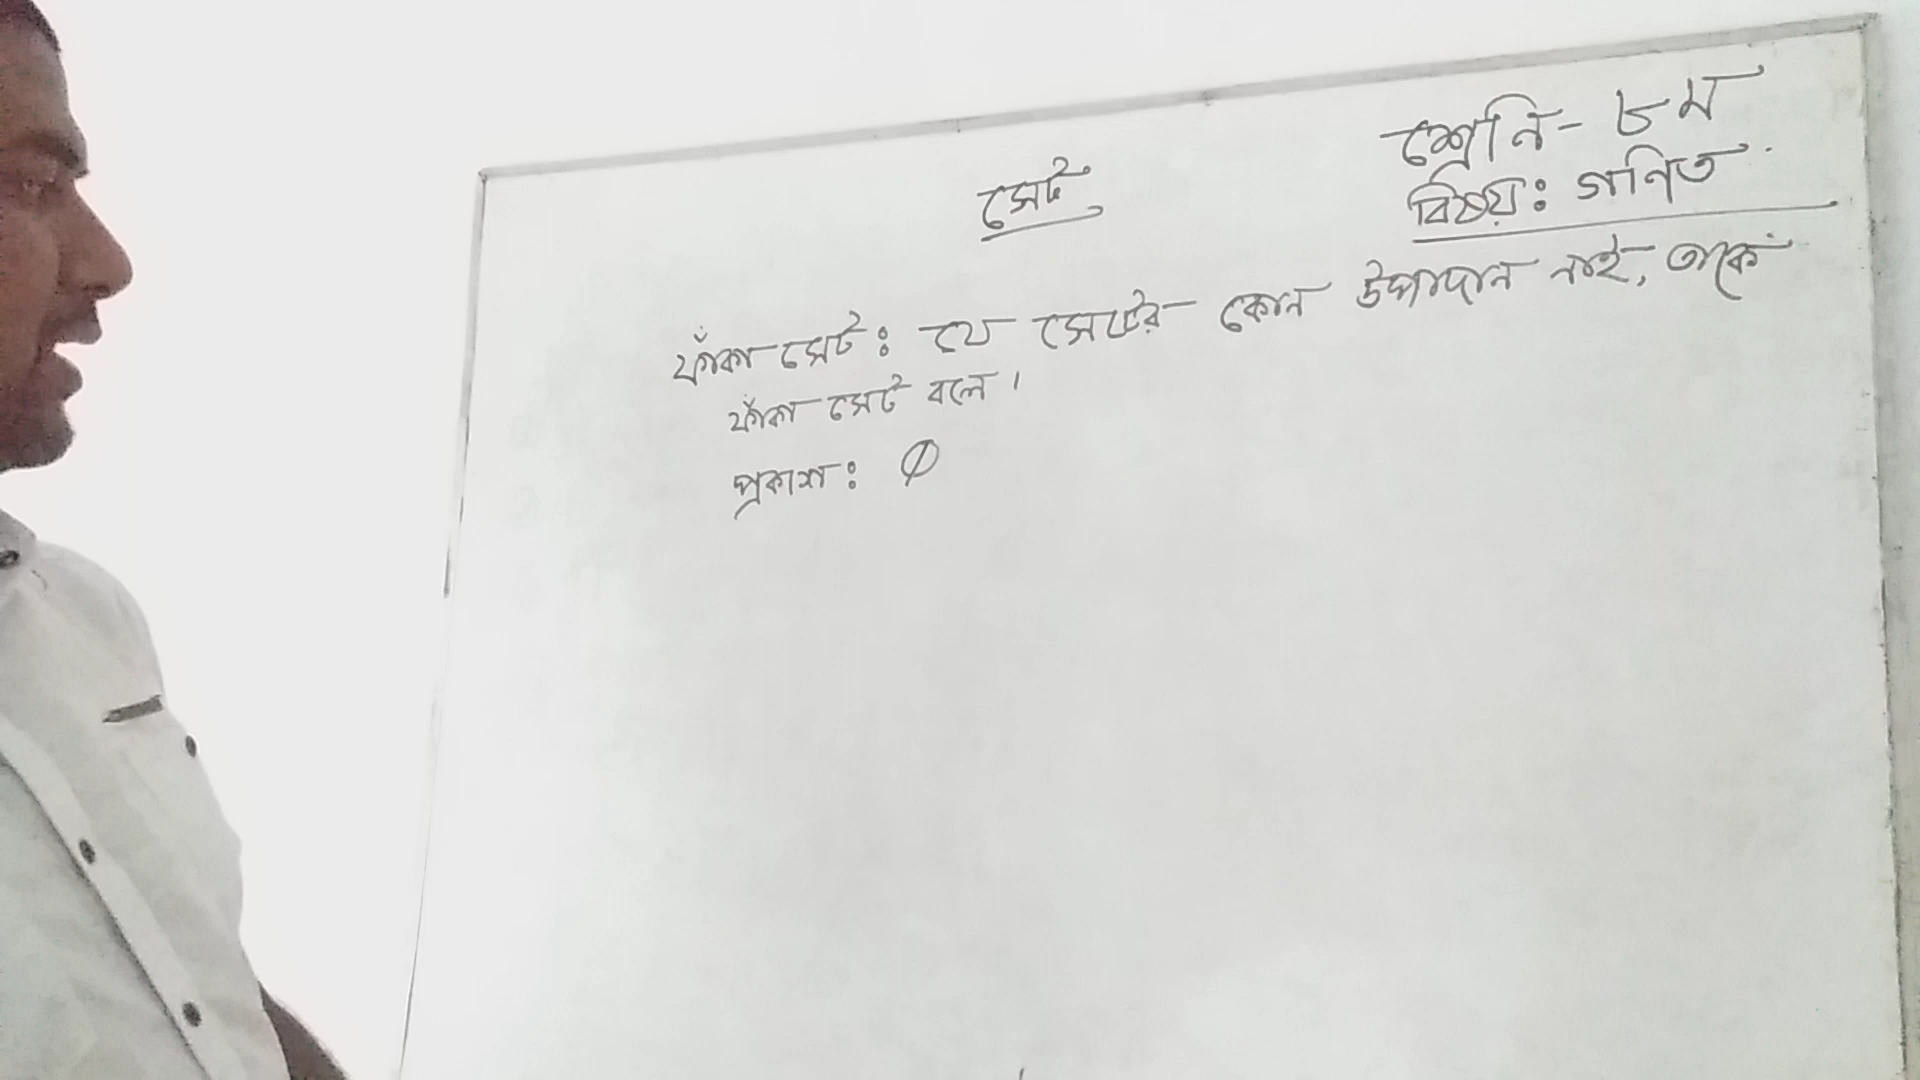 শ্রেনি - ৮ম
বিষয়ঃ গনিত
সেট
ফাঁকা সেটঃ যে সেটের কোন উপাদান নাই, তাকে
ফাঁকা সেট বলে।
প্রকাশঃ Ø